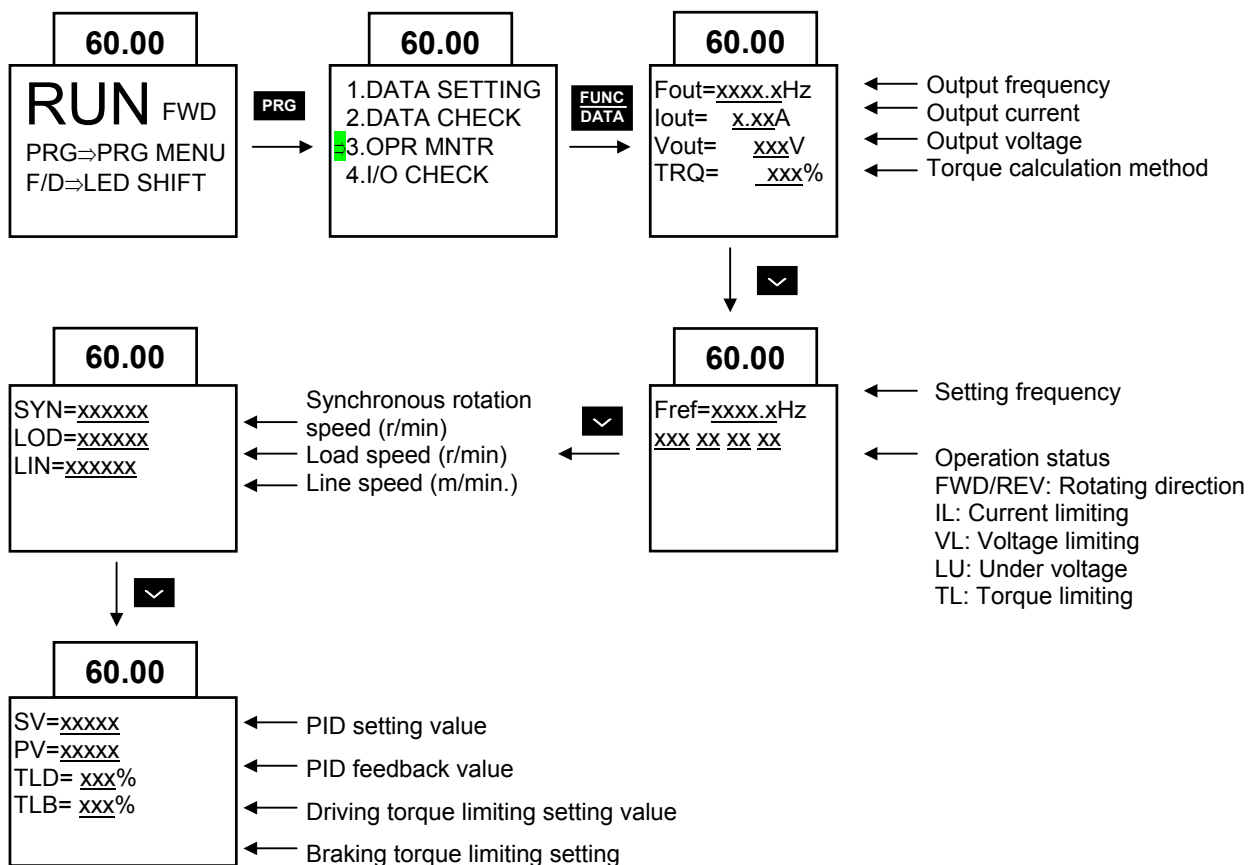 60.00
RUN FWD
PRG⇒PRG MENU
F/D⇒LED SHIFT
PRG
60.00
1.DATA SETTING
2.DATA CHECK
⇒3.OPR MNTR
4.I/O CHECK
FUNC
DATA
60.00
Fout=xxxx.xHz
Iout= x.xxA
Vout= xxxV
TRQ= xxx%
Output frequency
Output current
Output voltage
Torque calculation method
60.00
Fref=xxxx.xHz
xxx xx xx xx
Setting frequency
Operation status
FWD/REV: Rotating direction
IL: Current limiting
VL: Voltage limiting
LU: Under voltage
TL: Torque limiting
60.00
SYN=xxxxxx
LOD=xxxxxx
LIN=xxxxxx
Synchronous rotation
speed (r/min)
Load speed (r/min)
Line speed (m/min.)
60.00
SV=xxxxx
PV=xxxxx
TLD= xxx%
TLB= xxx%
PID setting value
PID feedback value
Driving torque limiting setting value
Braking torque limiting setting